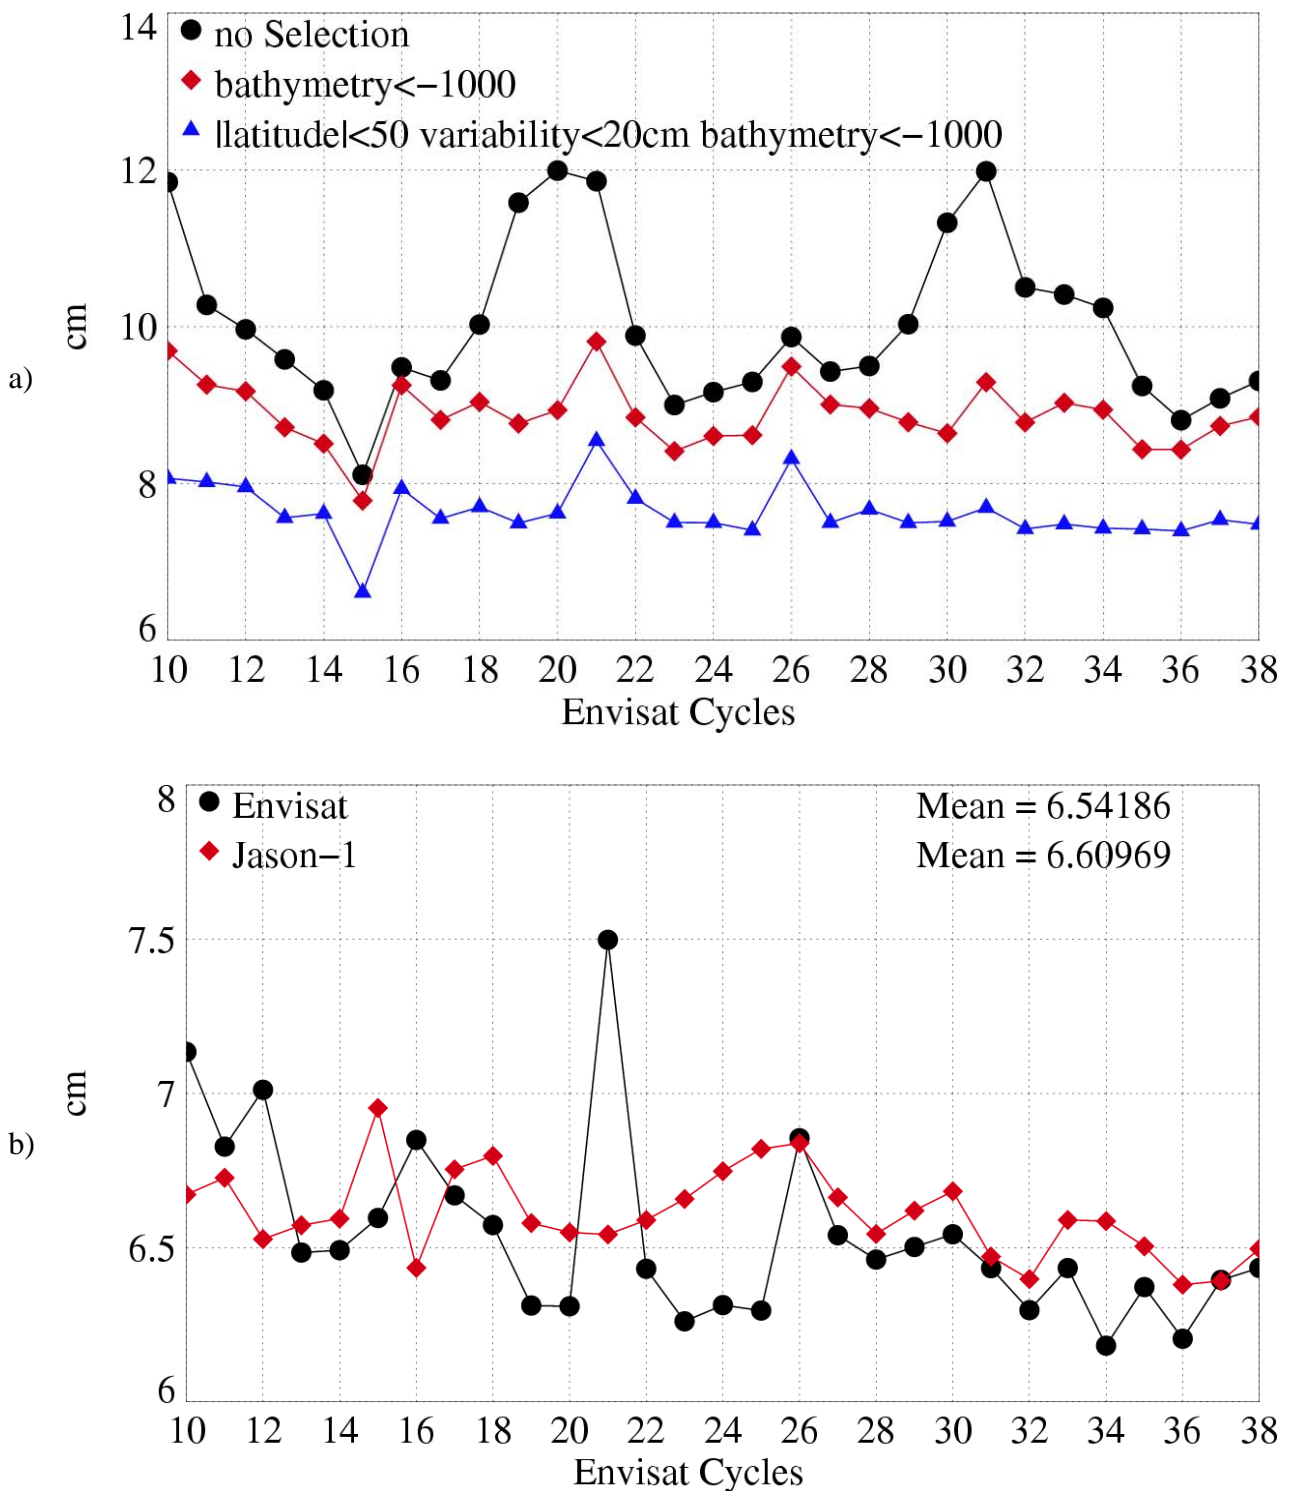 14
no Selection
bathymetry<−1000
|latitude|<50 variability<20cm bathymetry<−1000
12
10
8
6
cm
a)
10 12 14 16 18 20 22 24 26 28 30 32 34 36 38
Envisat Cycles
8
Envisat Mean = 6.54186
Jason−1 Mean = 6.60969
7.5
7
6.5
6
cm
b)
10 12 14 16 18 20 22 24 26 28 30 32 34 36 38
Envisat Cycles